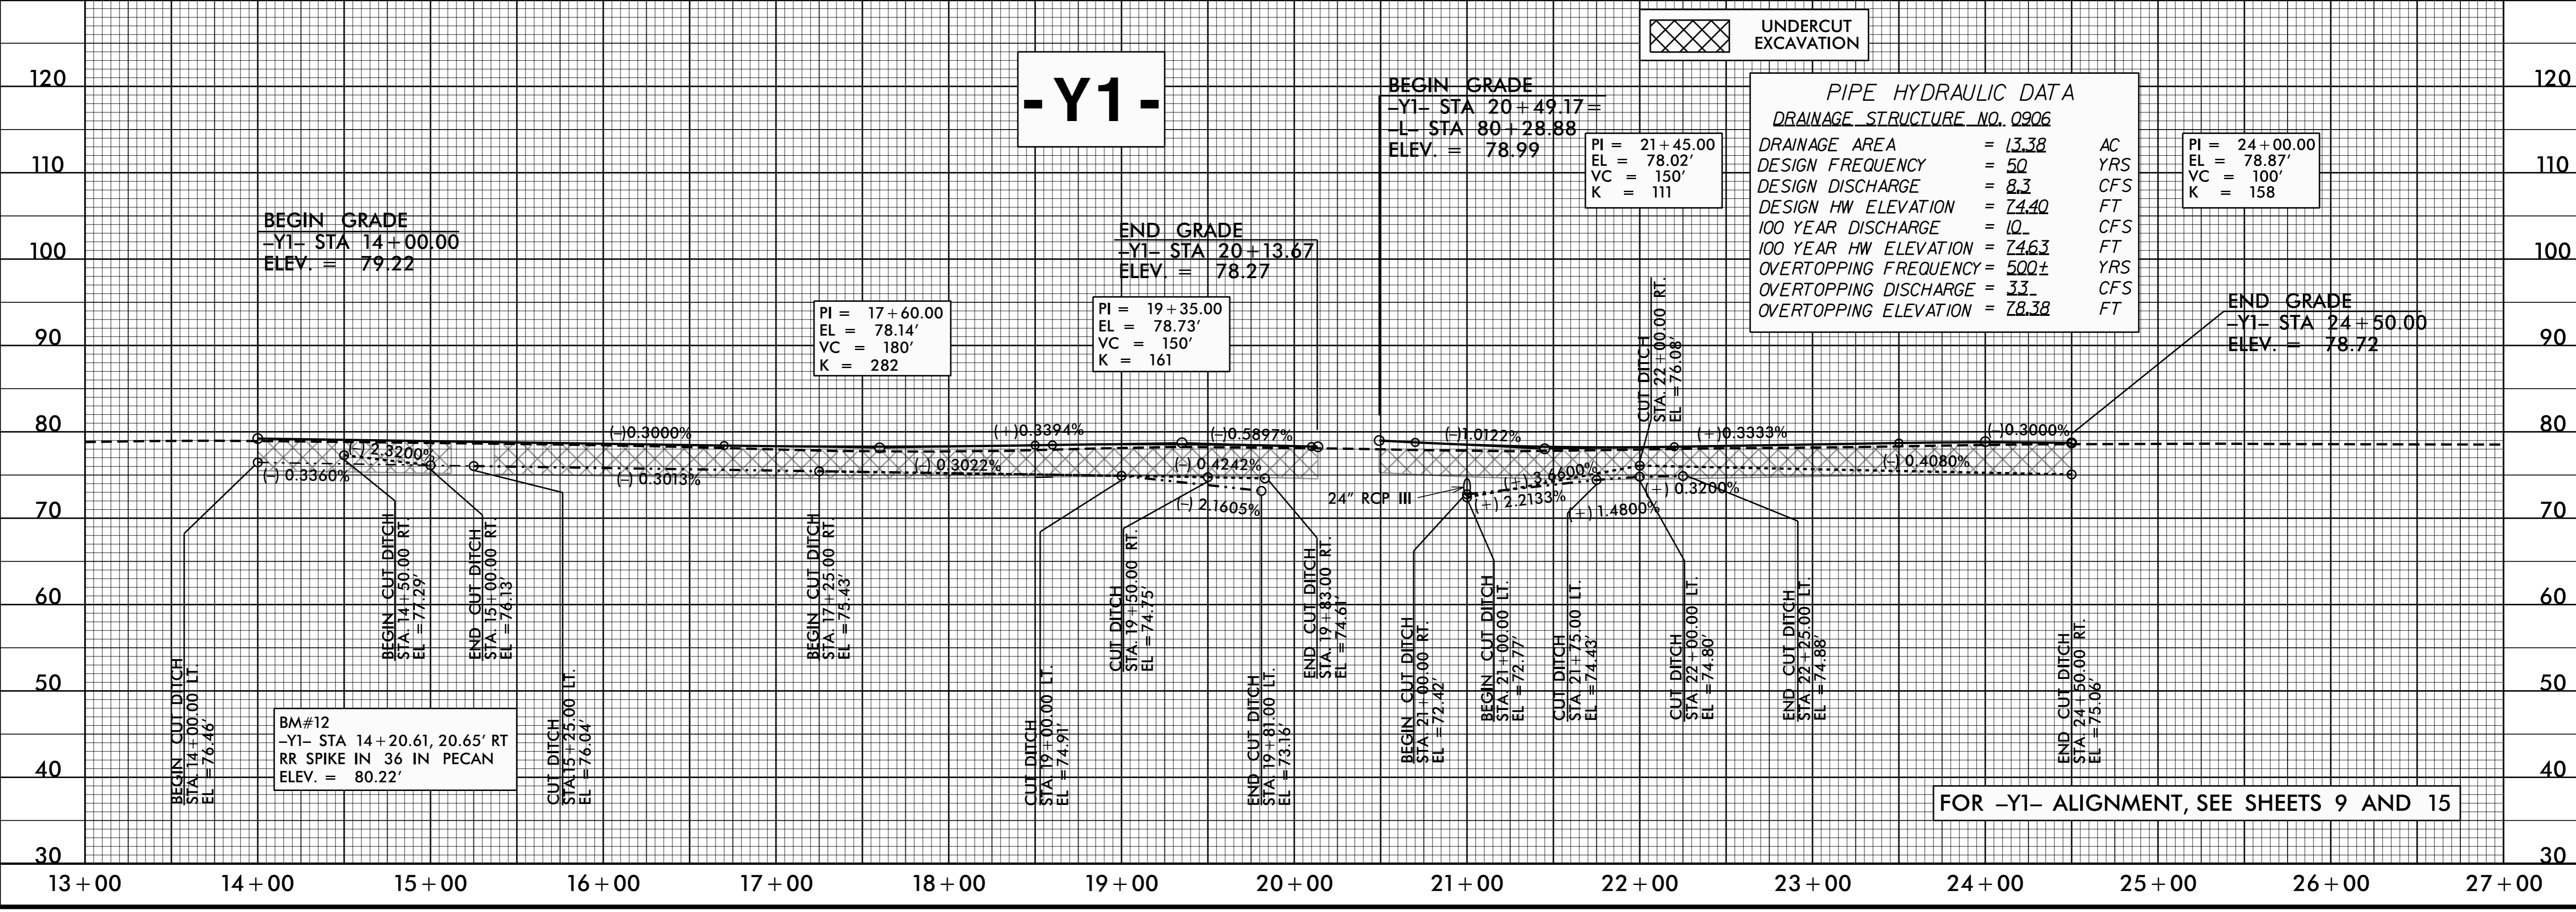 UNDERCUT
EXCAVATION
120
110
100
90
80
70
60
50
40
30
-Y1-
BEGIN GRADE
–Y1– STA 14+00.00
ELEV. = 79.22
END GRADE
–Y1– STA 20+13.67
ELEV. = 78.27
BEGIN GRADE
–Y1– STA 20+49.17=
–L– STA 80+28.88
ELEV. = 78.99
END GRADE
–Y1– STA 24+50.00
ELEV. = 78.72
PI = 17+60.00
EL = 78.14'
VC = 180'
K = 282
PI = 19+35.00
EL = 78.73'
VC = 150'
K = 161
PI = 21+45.00
EL = 78.02'
VC = 150'
K = 111
PI = 24+00.00
EL = 78.87'
VC = 100'
K = 158
PIPE HYDRAULIC DATA
DRAINAGE STRUCTURE NO. 0906
DRAINAGE AREA = 13.38 AC
DESIGN FREQUENCY = 50 YRS
DESIGN DISCHARGE = 8.3 CFS
DESIGN HW ELEVATION = 74.40 FT
100 YEAR DISCHARGE = 10 CFS
100 YEAR HW ELEVATION = 74.63 FT
OVERTOPPING FREQUENCY = 500± YRS
OVERTOPPING DISCHARGE = 33 CFS
OVERTOPPING ELEVATION = 78.38 FT
(–)0.3000%
(+)0.3394%
(–)0.5897%
(–)1.0122%
(+)0.3333%
(–)0.3000%
(–) 2.3200%
(–) 0.3360%
(–) 0.3013%
(–) 0.3022%
(–) 0.4242%
(–) 2.1605%
24" RCP III
(+) 3.6600%
(+) 2.2133%
(+) 1.4800%
(+) 0.3200%
(–) 0.4080%
CUT DITCH
STA. 22+00.00 RT.
EL =76.08'
BEGIN CUT DITCH
STA. 14+00.00 LT.
EL =76.46'
BEGIN CUT DITCH
STA. 14+50.00 RT.
EL =77.29'
END CUT DITCH
STA. 15+00.00 RT.
EL =76.13'
CUT DITCH
STA.15+25.00 LT.
EL =76.04'
BEGIN CUT DITCH
STA. 17+25.00 RT.
EL =75.43'
CUT DITCH
STA. 19+00.00 LT.
EL =74.91'
CUT DITCH
STA. 19+50.00 RT.
EL =74.75'
END CUT DITCH
STA. 19+81.00 LT.
EL =73.16'
END CUT DITCH
STA. 19+83.00 RT.
EL =74.61'
BEGIN CUT DITCH
STA. 21+00.00 RT.
EL =72.42'
BEGIN CUT DITCH
STA. 21+00.00 LT.
EL =72.77'
CUT DITCH
STA. 21+75.00 LT.
EL =74.43'
CUT DITCH
STA. 22+00.00 LT.
EL =74.80'
END CUT DITCH
STA. 22+25.00 LT.
EL =74.88'
END CUT DITCH
STA. 24+50.00 RT.
EL =75.06'
BM#12
–Y1– STA 14+20.61, 20.65' RT
RR SPIKE IN 36 IN PECAN
ELEV. = 80.22'
FOR –Y1– ALIGNMENT, SEE SHEETS 9 AND 15
120
110
100
90
80
70
60
50
40
30
13+00 14+00 15+00 16+00 17+00 18+00 19+00 20+00 21+00 22+00 23+00 24+00 25+00 26+00 27+00